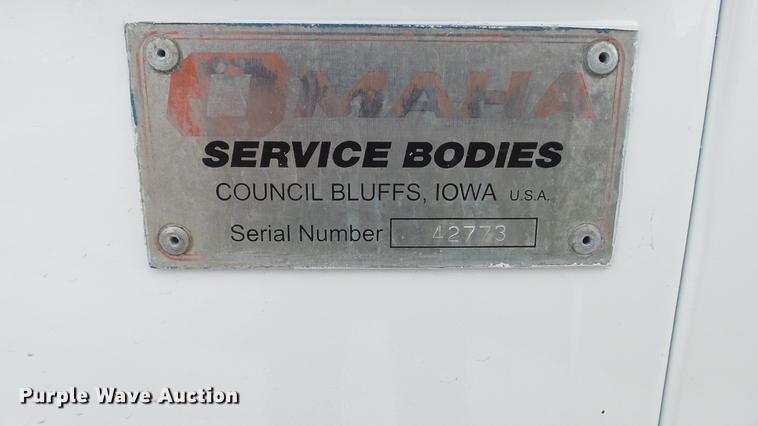 OMAHA
SERVICE BODIES
COUNCIL BLUFFS, IOWA U.S.A.
Serial Number 42773
Purple Wave Auction